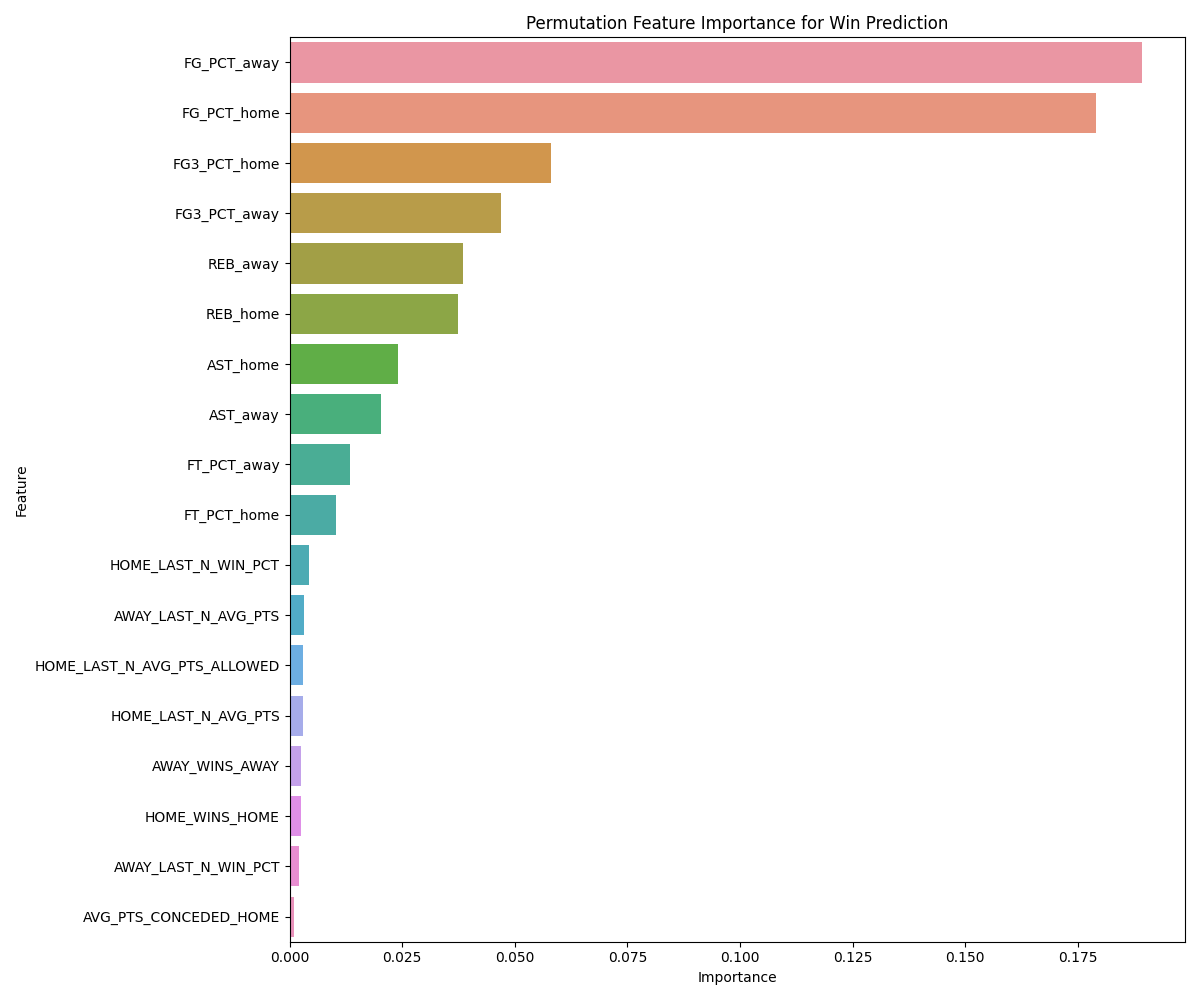 Permutation Feature Importance for Win Prediction
FG_PCT_away
FG_PCT_home
FG3_PCT_home
FG3_PCT_away
REB_away
REB_home
AST_home
AST_away
FT_PCT_away
FT_PCT_home
HOME_LAST_N_WIN_PCT
AWAY_LAST_N_AVG_PTS
HOME_LAST_N_AVG_PTS_ALLOWED
HOME_LAST_N_AVG_PTS
AWAY_WINS_AWAY
HOME_WINS_HOME
AWAY_LAST_N_WIN_PCT
AVG_PTS_CONCEDED_HOME
Feature
0.000 0.025 0.050 0.075 0.100 0.125 0.150 0.175
Importance